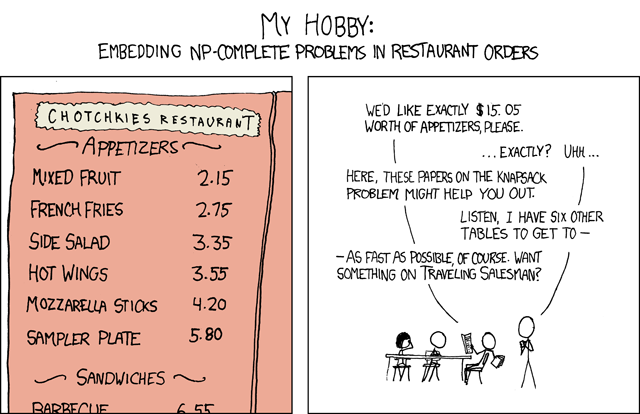 MY HOBBY:
EMBEDDING NP-COMPLETE PROBLEMS IN RESTAURANT ORDERS
CHOTCHKIES RESTAURANT
APPETIZERS
MIXED FRUIT 2.15
FRENCH FRIES 2.75
SIDE SALAD 3.35
HOT WINGS 3.55
MOZZARELLA STICKS 4.20
SAMPLER PLATE 5.80
SANDWICHES
BARBECUE 6.55
WE'D LIKE EXACTLY $15.05
WORTH OF APPETIZERS, PLEASE.
...EXACTLY? UHH...
HERE, THESE PAPERS ON THE KNAPSACK
PROBLEM MIGHT HELP YOU OUT.
LISTEN, I HAVE SIX OTHER
TABLES TO GET TO —
—AS FAST AS POSSIBLE, OF COURSE. WANT
SOMETHING ON TRAVELING SALESMAN?